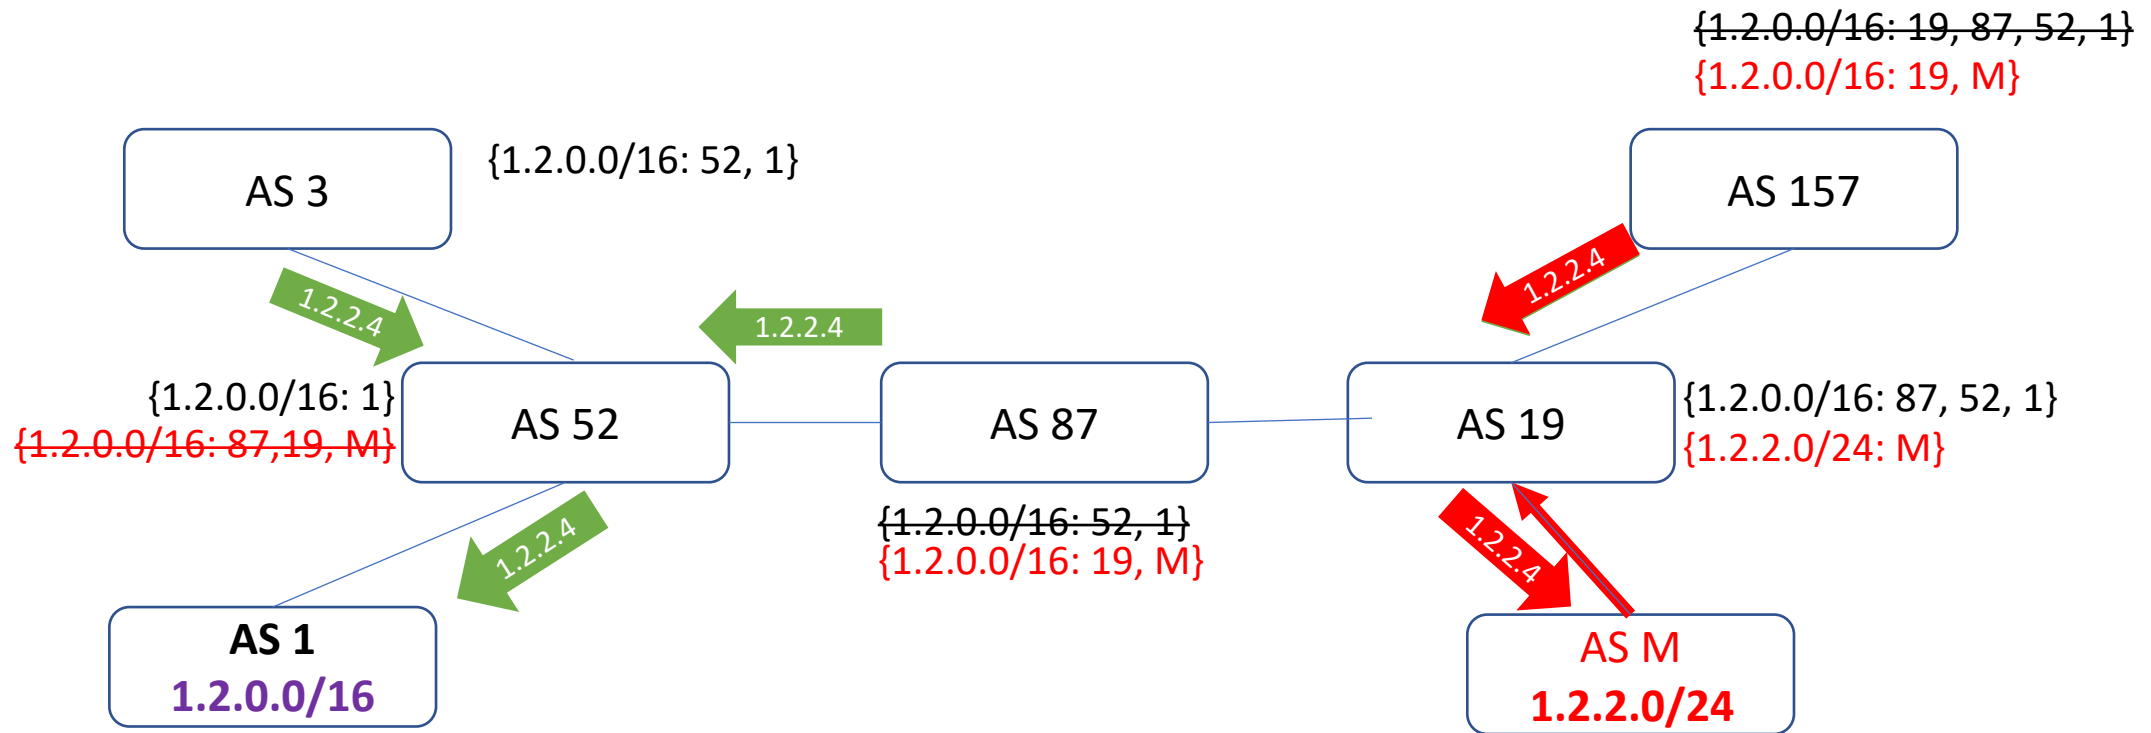 {1.2.0.0/16: 19, 87, 52, 1}
{1.2.0.0/16: 19, M}
AS 3
{1.2.0.0/16: 52, 1}
AS 157
1.2.2.4
1.2.2.4
1.2.2.4
{1.2.0.0/16: 1}
{1.2.0.0/16: 87,19, M}
AS 52
AS 87
AS 19
{1.2.0.0/16: 87, 52, 1}
{1.2.2.0/24: M}
1.2.2.4
{1.2.0.0/16: 52, 1}
{1.2.0.0/16: 19, M}
1.2.2.4
AS 1
1.2.0.0/16
AS M
1.2.2.0/24